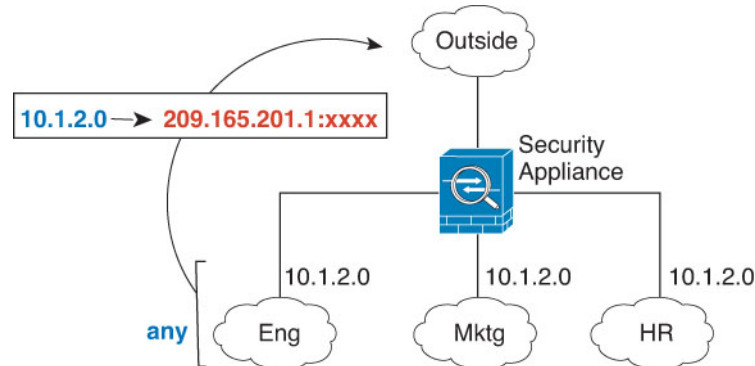 Outside
10.1.2.0 → 209.165.201.1:xxxx
Security
Appliance
10.1.2.0
10.1.2.0
10.1.2.0
any
Eng
Mktg
HR